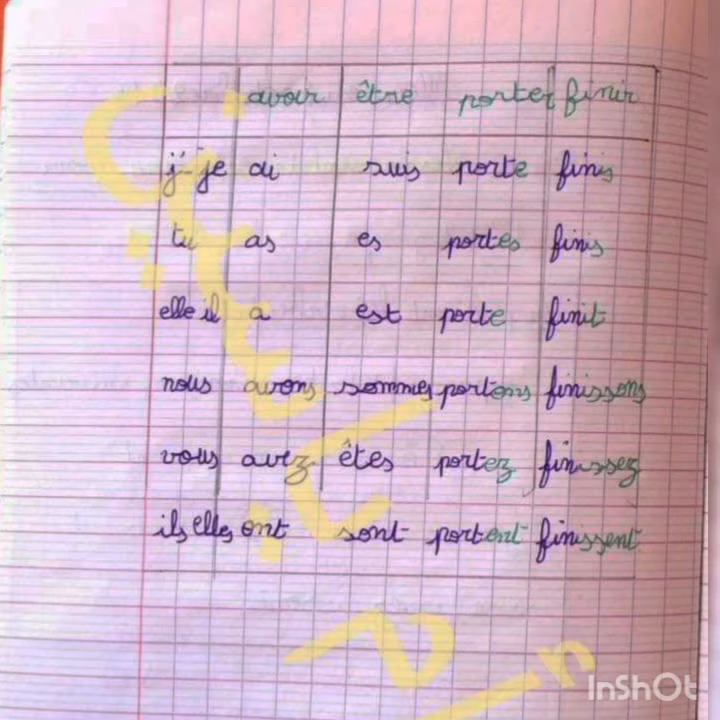 avoir être porter finir
j'-je ai suis porte finis
tu as es portes finis
elle il a est porte finit
nous avons sommes portons finissons
vous avez êtes portez finissez
ils elles ont sont portent finissent
InShOt